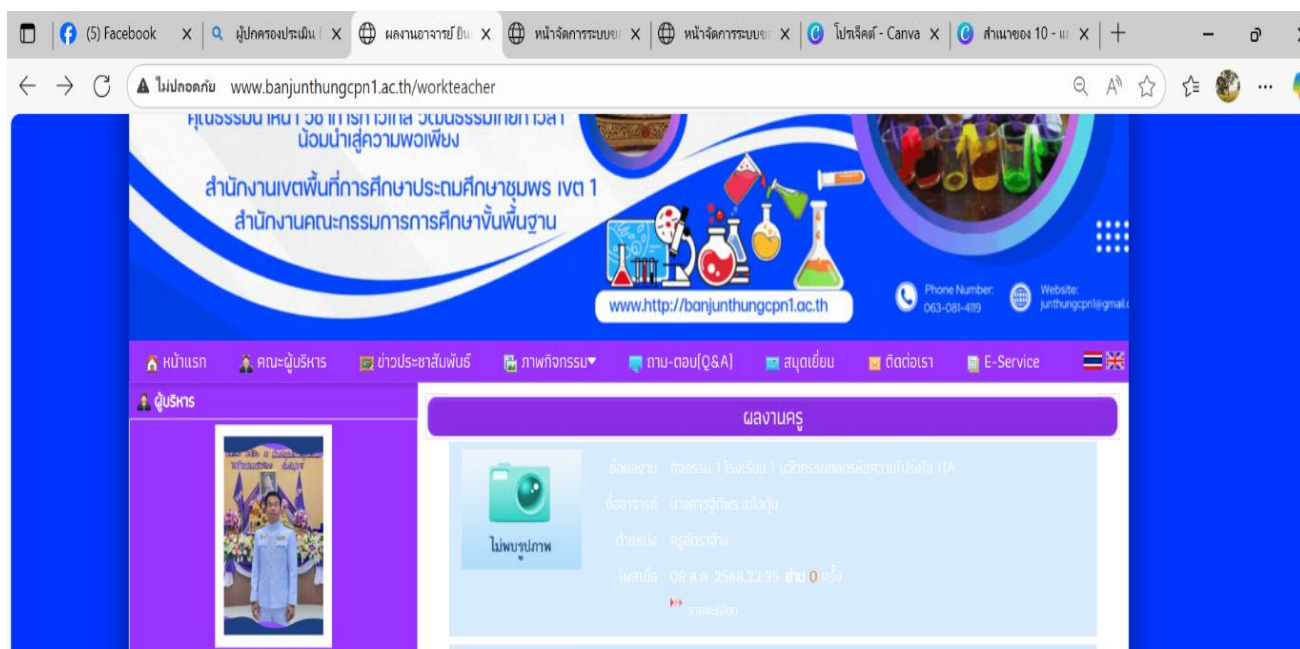 (5) Facebook
ผู้ปกครองประเมิน
ผลงานอาจารย์ ยิน
หน้าจัดการระบบ
หน้าจัดการระบบ
โปรเจ็คต์ - Canva
สำเนาของ 10 -
ไม่ปลอดภัย www.banjunthungcpn1.ac.th/workteacher
น้อมนำสู่ความพอเพียง
สำนักงานเขตพื้นที่การศึกษาประถมศึกษาชุมพร เขต 1
สำนักงานคณะกรรมการการศึกษาขั้นพื้นฐาน
www.http://banjunthungcpn1.ac.th
Phone Number:
063-081-4119
Website:
junthungcpn1@gmail.c
หน้าแรก คณะผู้บริหาร ข่าวประชาสัมพันธ์ ภาพกิจกรรม▾ ถาม-ตอบ(Q&A) สมุดเยี่ยม ติดต่อเรา E-Service
ผู้บริหาร
ผลงานครู
ไม่พบรูปภาพ
ชื่อผลงาน กิจกรรม 1 โรงเรียน 1 นวัตกรรมถอดรหัสความโปร่งใส ITA
ชื่ออาจารย์ นางสาวฐิติพร แก้วตุ้น
ตำแหน่ง ครูอัตราจ้าง
โพสเมื่อ 08 ส.ค. 2568,22.35 อ่าน 0 ครั้ง
รายละเอียด